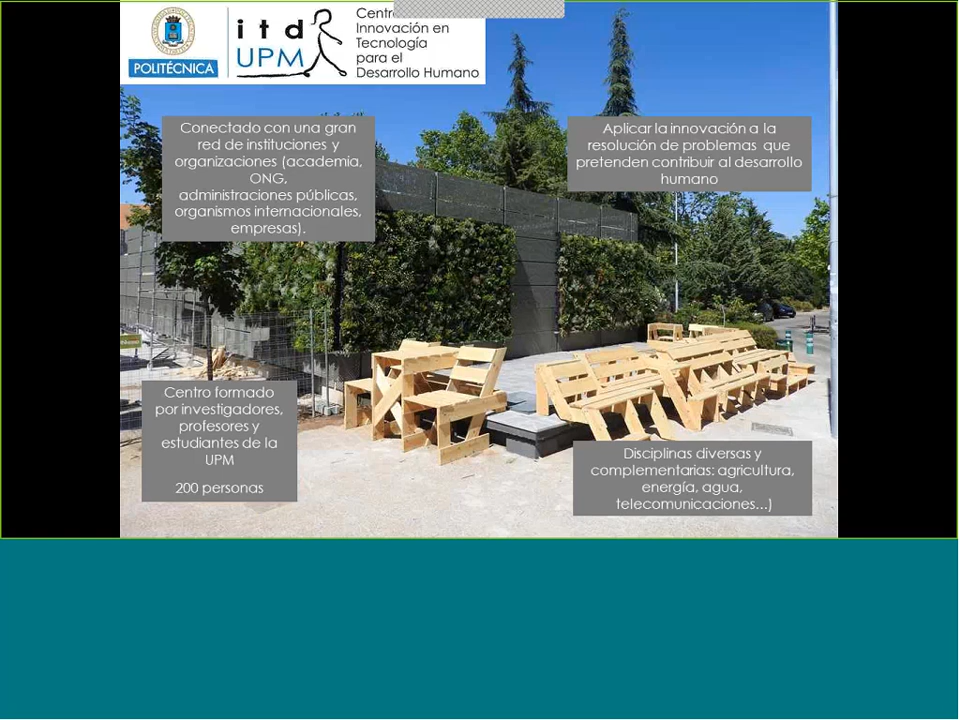 POLITÉCNICA
itd
UPM
Innovación en
Tecnología
para el
Desarrollo Humano
Conectado con una gran
red de instituciones y
organizaciones (academia,
ONG,
administraciones públicas,
organismos internacionales,
empresas).
Aplicar la innovación a la
resolución de problemas que
pretenden contribuir al desarrollo
humano
Centro formado
por investigadores,
profesores y
estudiantes de la
UPM
200 personas
Disciplinas diversas y
complementarias: agricultura,
energía, agua,
telecomunicaciones...)